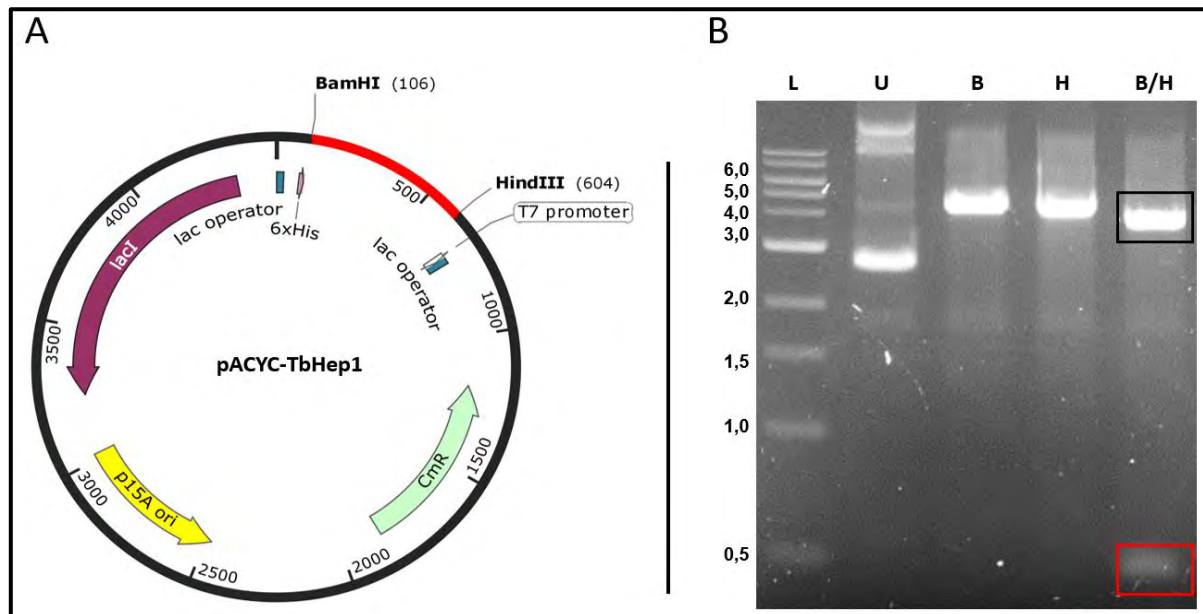 A
BamHI (106)
500
HindIII (604)
T7 promoter
lac operator
1000
6xHis
lac operator
4000
lacI
3500
pACYC-TbHep1
CmR
1500
p15A ori
3000
2000
2500
B
L U B H B/H
6,0
5,0
4,0
3,0
2,0
1,5
1,0
0,5